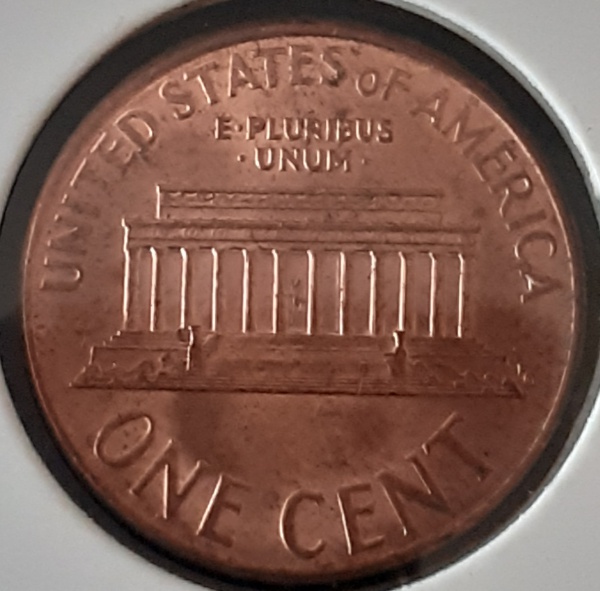 UNITED STATES OF AMERICA
E·PLURIBUS
·UNUM·
ONE CENT